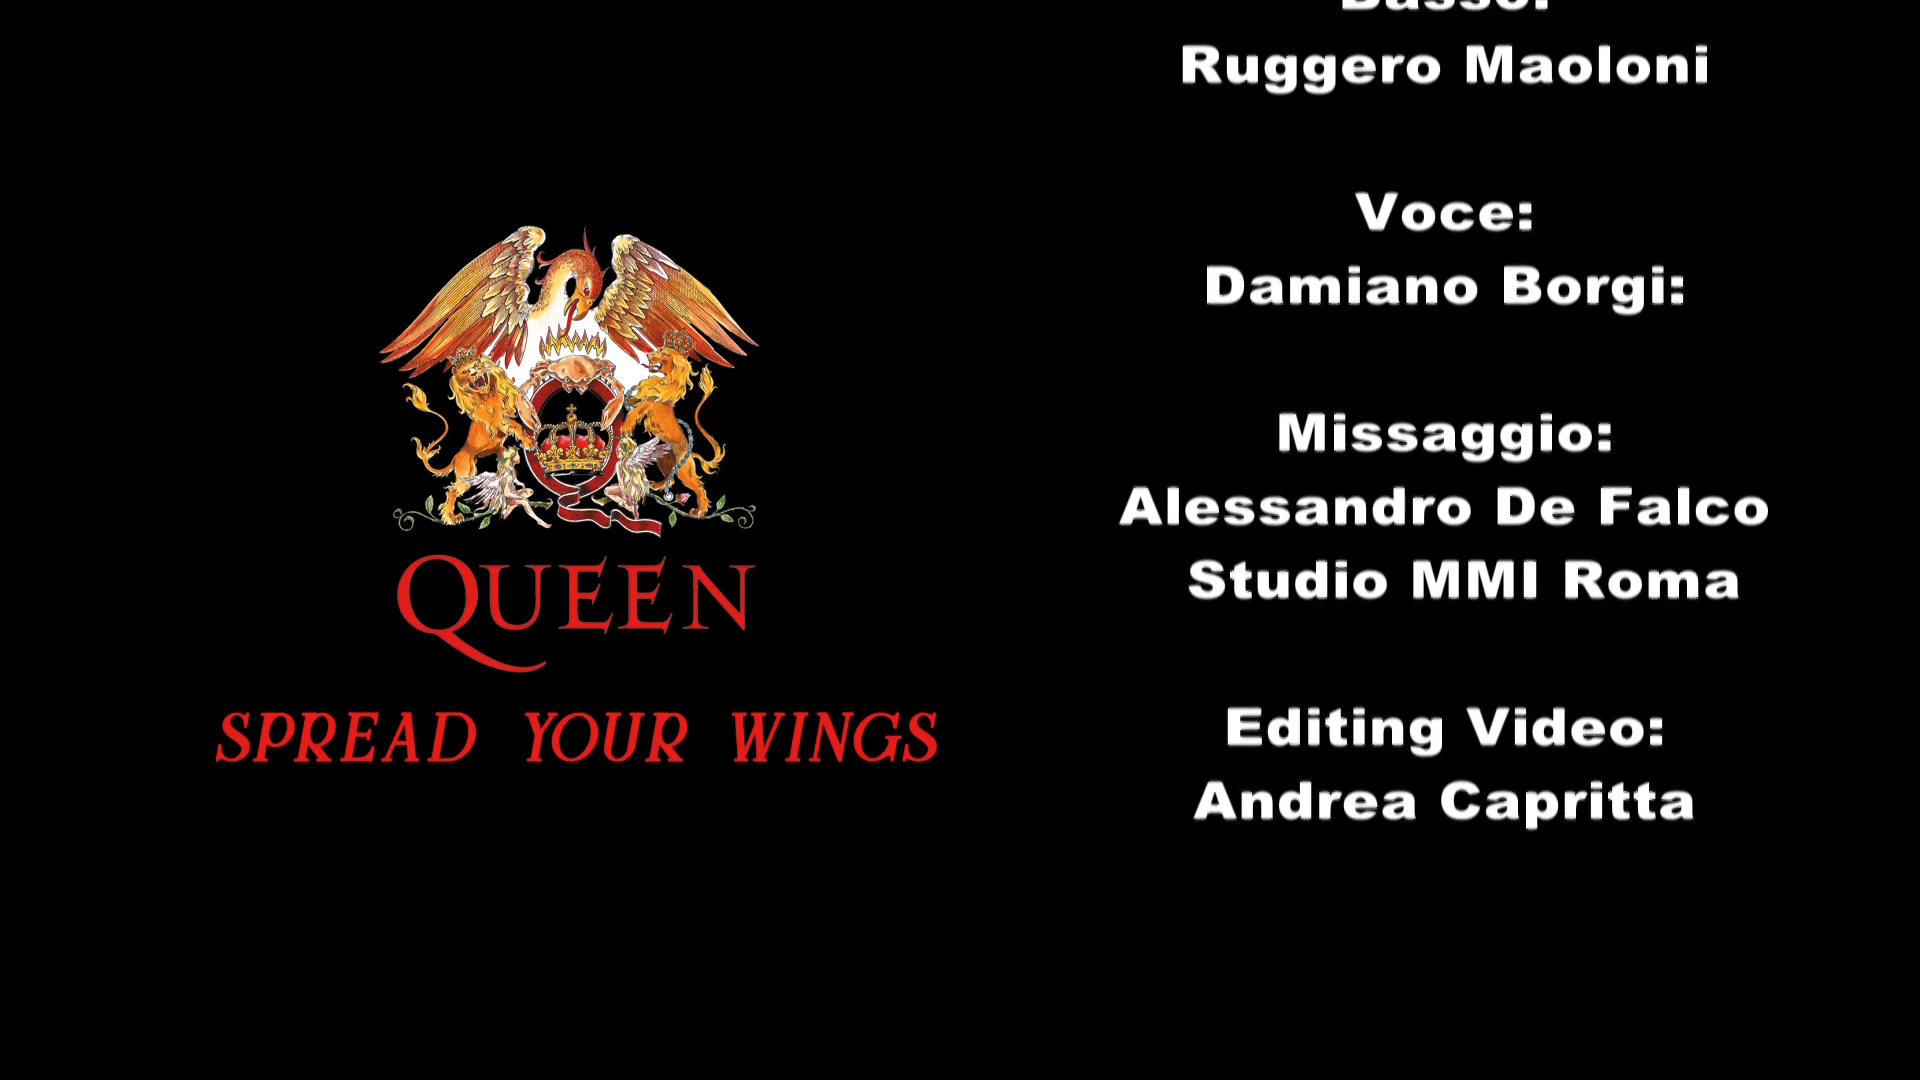 QUEEN
SPREAD YOUR WINGS
Basso:
Ruggero Maoloni
Voce:
Damiano Borgi:
Missaggio:
Alessandro De Falco
Studio MMI Roma
Editing Video:
Andrea Capritta